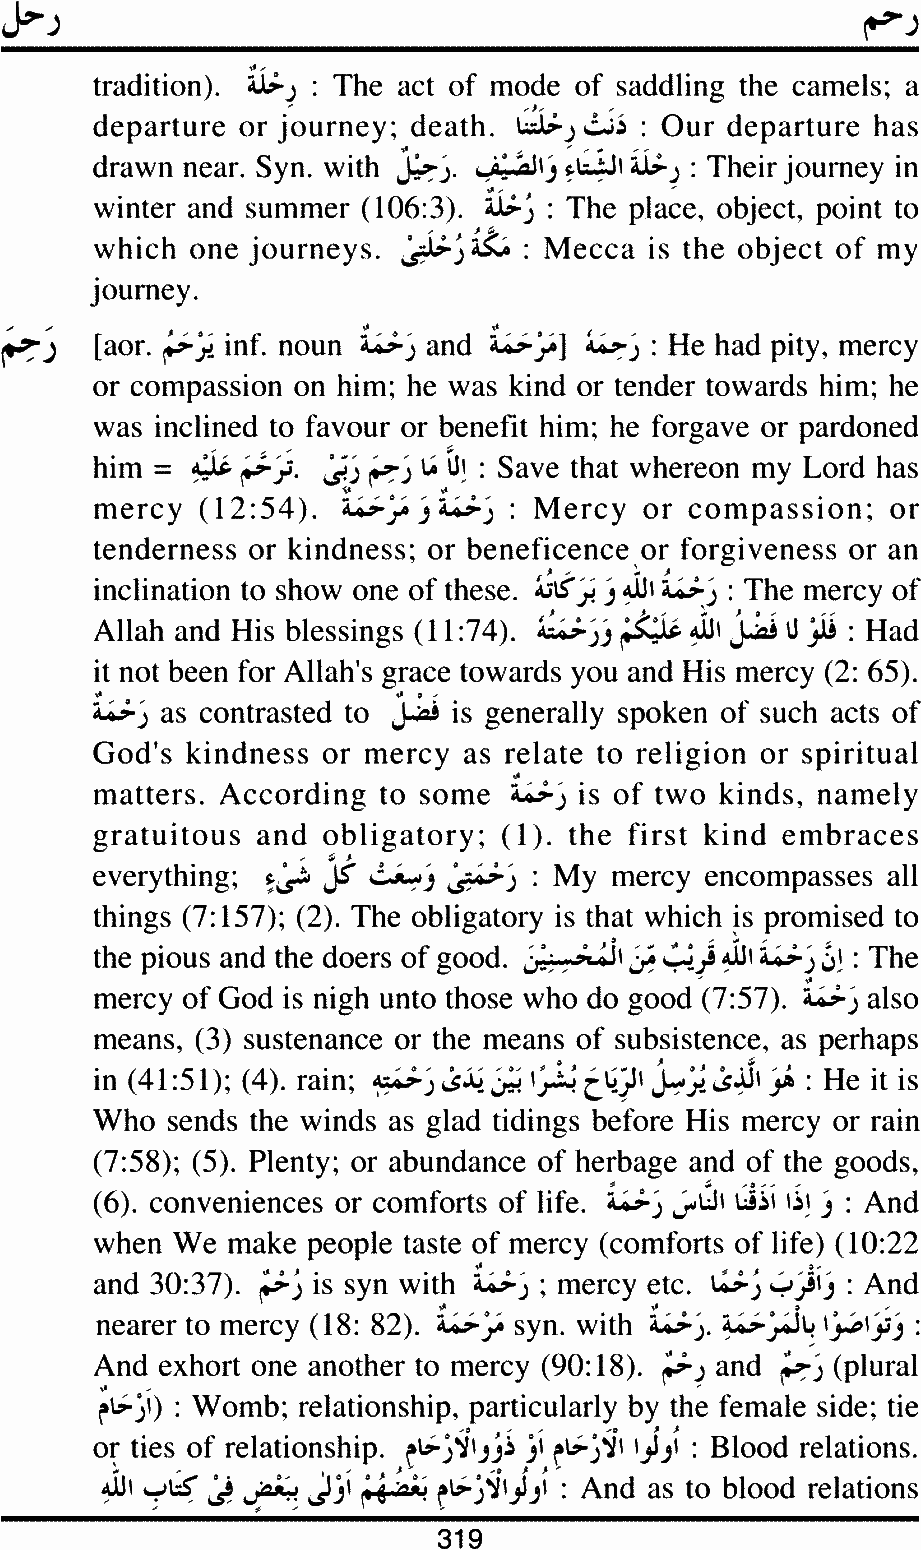 رحل رحم
tradition). رِحْلَةٌ : The act of mode of saddling the camels; a
departure or journey; death. دَنَتْ رِحْلَتُنَا : Our departure has
drawn near. Syn. with رَحِيْلٌ. رِحْلَةَ الشِّتَاءِ وَالصَّيْفِ : Their journey in
winter and summer (106:3). رُحْلَةٌ : The place, object, point to
which one journeys. مَكَّةُ رُحْلَتِىْ : Mecca is the object of my
journey.
رَحِمَ [aor. يَرْحَمُ inf. noun رَحْمَةٌ and مَرْحَمَةٌ] رَحِمَهُ : He had pity, mercy
or compassion on him; he was kind or tender towards him; he
was inclined to favour or benefit him; he forgave or pardoned
him = تَرَحَّمَ عَلَيْهِ. اِلَّا مَا رَحِمَ رَبِّىْ : Save that whereon my Lord has
mercy (12:54). رَحْمَةٌ وَ مَرْحَمَةٌ : Mercy or compassion; or
tenderness or kindness; or beneficence or forgiveness or an
inclination to show one of these. رَحْمَةُ اللّٰهِ وَ بَرَكَاتُهُ : The mercy of
Allah and His blessings (11:74). فَلَوْ لَا فَضْلُ اللّٰهِ عَلَيْكُمْ وَرَحْمَتُهُ : Had
it not been for Allah's grace towards you and His mercy (2: 65).
رَحْمَةٌ as contrasted to فَضْلٌ is generally spoken of such acts of
God's kindness or mercy as relate to religion or spiritual
matters. According to some رَحْمَةٌ is of two kinds, namely
gratuitous and obligatory; (1). the first kind embraces
everything; رَحْمَتِىْ وَسِعَتْ كُلَّ شَىْءٍ : My mercy encompasses all
things (7:157); (2). The obligatory is that which is promised to
the pious and the doers of good. اِنَّ رَحْمَةَ اللّٰهِ قَرِيْبٌ مِّنَ الْمُحْسِنِيْنَ : The
mercy of God is nigh unto those who do good (7:57). رَحْمَةٌ also
means, (3) sustenance or the means of subsistence, as perhaps
in (41:51); (4). rain; هُوَ الَّذِىْ يُرْسِلُ الرِّيَاحَ بُشْرًا بَيْنَ يَدَىْ رَحْمَتِهِ : He it is
Who sends the winds as glad tidings before His mercy or rain
(7:58); (5). Plenty; or abundance of herbage and of the goods,
(6). conveniences or comforts of life. وَ اِذَا اَذَقْنَا النَّاسَ رَحْمَةً : And
when We make people taste of mercy (comforts of life) (10:22
and 30:37). رُحْمٌ is syn with رَحْمَةٌ ; mercy etc. وَاَقْرَبَ رُحْمًا : And
nearer to mercy (18: 82). مَرْحَمَةٌ syn. with رَحْمَةٌ. وَتَوَاصَوْا بِالْمَرْحَمَةِ :
And exhort one another to mercy (90:18). رِحْمٌ and رَحِمٌ (plural
اَرْحَامٌ) : Womb; relationship, particularly by the female side; tie
or ties of relationship. اُولُوا الْاَرْحَامِ اَوْ ذَوُوالْاَرْحَامِ : Blood relations.
اُولُوا الْاَرْحَامِ بَعْضُهُمْ اَوْلٰى بِبَعْضٍ فِىْ كِتَابِ اللّٰهِ : And as to blood relations
319